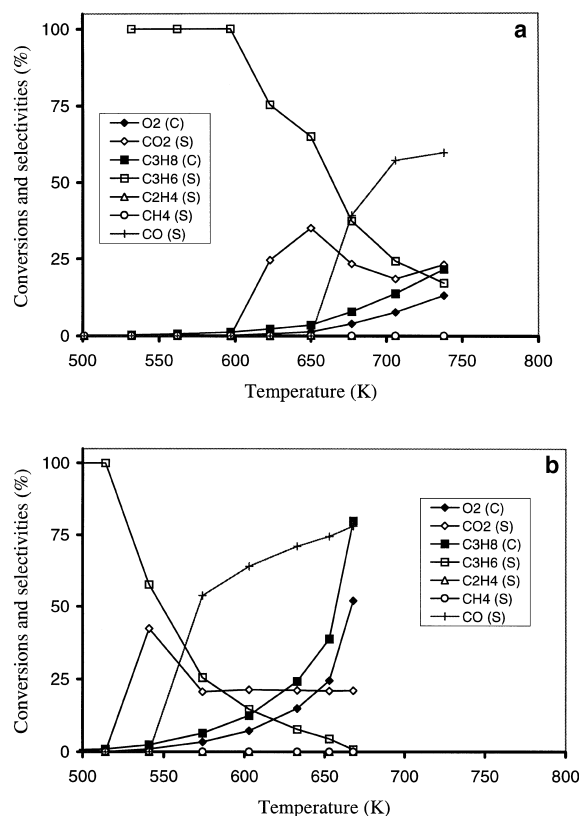 a
100
75
50
25
0
Conversions and selectivities (%)
O2 (C)
CO2 (S)
C3H8 (C)
C3H6 (S)
C2H4 (S)
CH4 (S)
CO (S)
500 550 600 650 700 750 800
Temperature (K)
b
100
75
50
25
0
Conversions and selectivities (%)
O2 (C)
CO2 (S)
C3H8 (C)
C3H6 (S)
C2H4 (S)
CH4 (S)
CO (S)
500 550 600 650 700 750 800
Temperature (K)